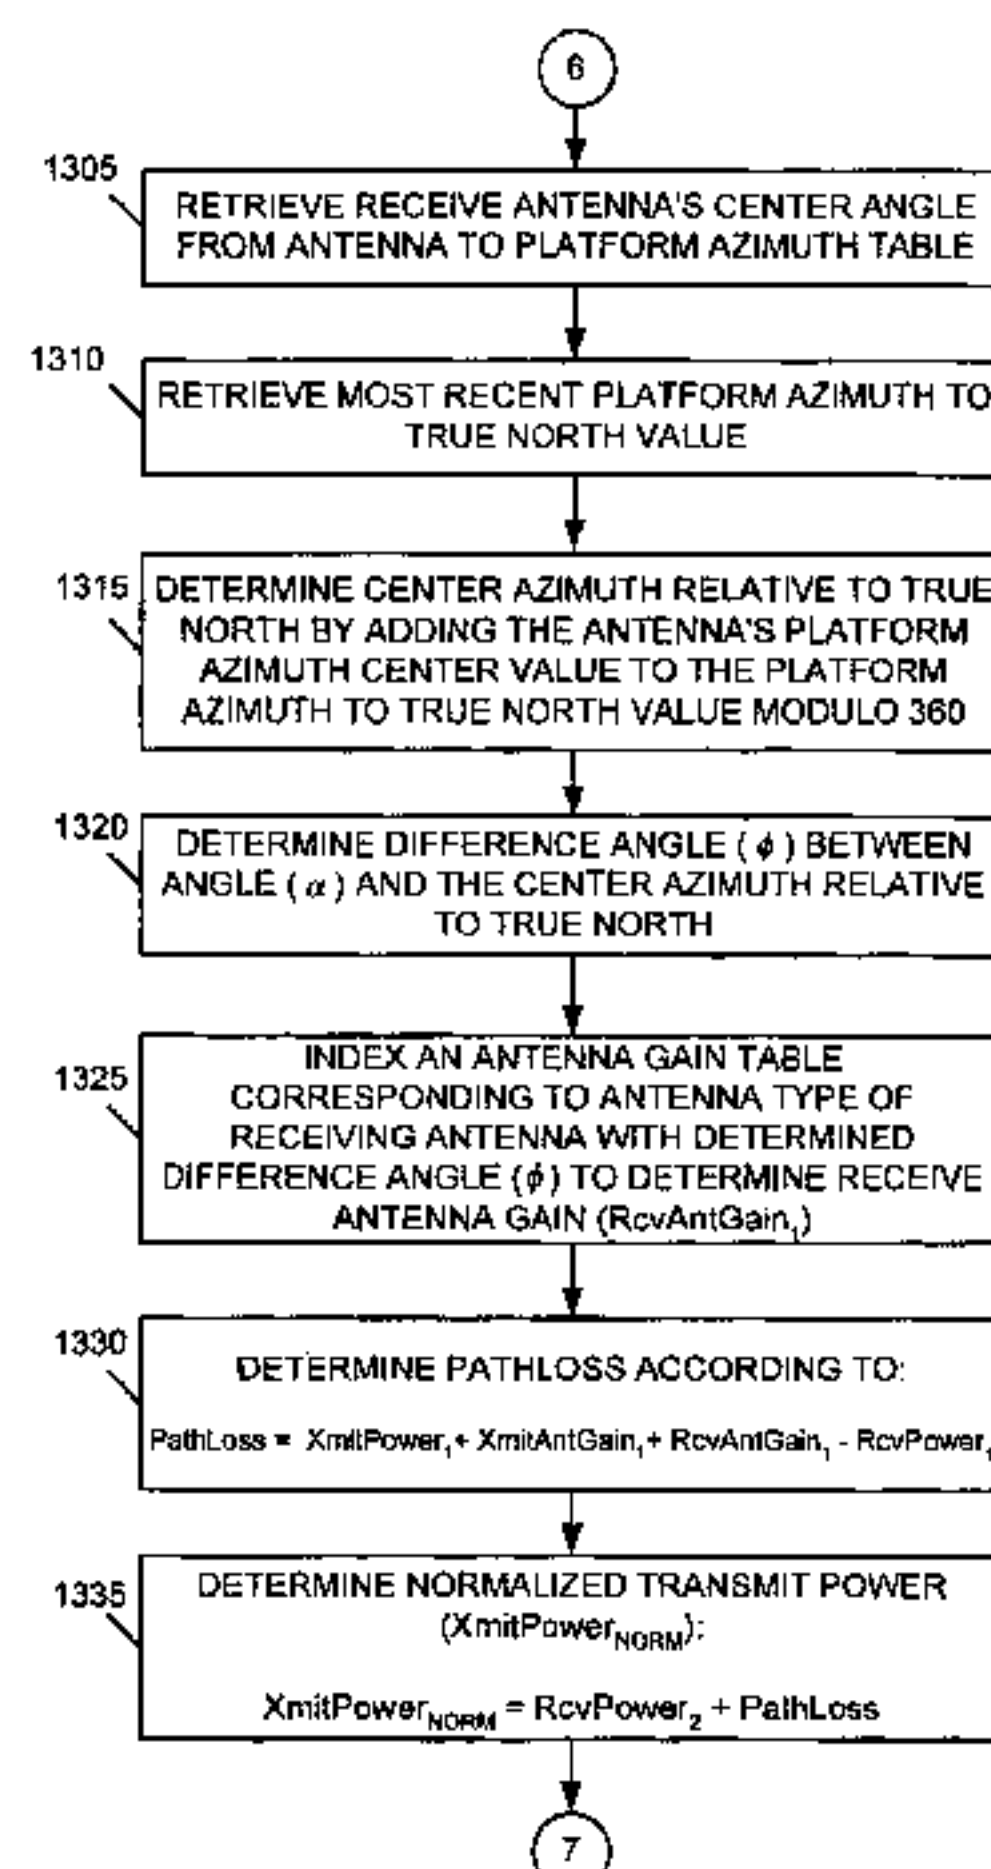 6
1305
RETRIEVE RECEIVE ANTENNA'S CENTER ANGLE
FROM ANTENNA TO PLATFORM AZIMUTH TABLE
1310
RETRIEVE MOST RECENT PLATFORM AZIMUTH TO
TRUE NORTH VALUE
1315
DETERMINE CENTER AZIMUTH RELATIVE TO TRUE
NORTH BY ADDING THE ANTENNA'S PLATFORM
AZIMUTH CENTER VALUE TO THE PLATFORM
AZIMUTH TO TRUE NORTH VALUE MODULO 360
1320
DETERMINE DIFFERENCE ANGLE (ϕ) BETWEEN
ANGLE (α) AND THE CENTER AZIMUTH RELATIVE
TO TRUE NORTH
1325
INDEX AN ANTENNA GAIN TABLE
CORRESPONDING TO ANTENNA TYPE OF
RECEIVING ANTENNA WITH DETERMINED
DIFFERENCE ANGLE (ϕ) TO DETERMINE RECEIVE
ANTENNA GAIN (RcvAntGain₁)
1330
DETERMINE PATHLOSS ACCORDING TO:
PathLoss = XmitPower₁ + XmitAntGain₁ + RcvAntGain₁ - RcvPower₁
1335
DETERMINE NORMALIZED TRANSMIT POWER
(XmitPower_NORM):
XmitPower_NORM = RcvPower₂ + PathLoss
7